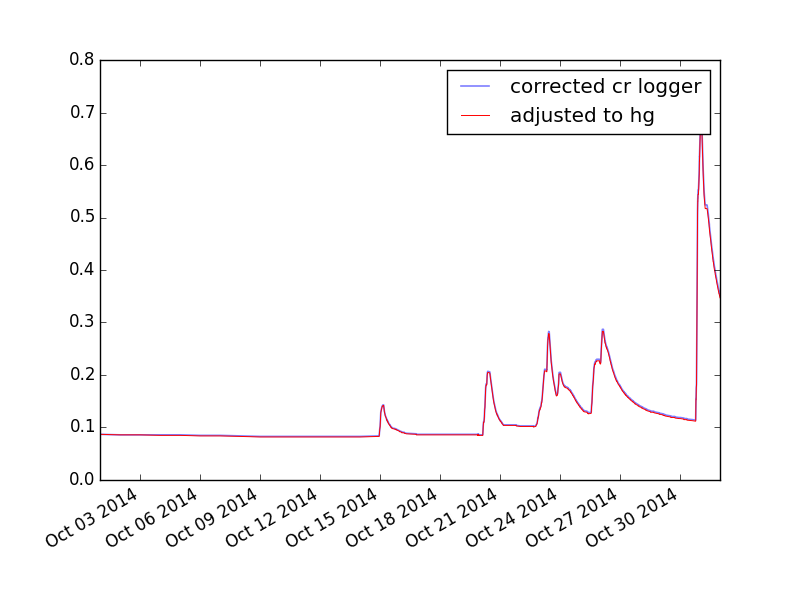 0.8
0.7
0.6
0.5
0.4
0.3
0.2
0.1
0.0
corrected cr logger
adjusted to hg
Oct 03 2014
Oct 06 2014
Oct 09 2014
Oct 12 2014
Oct 15 2014
Oct 18 2014
Oct 21 2014
Oct 24 2014
Oct 27 2014
Oct 30 2014